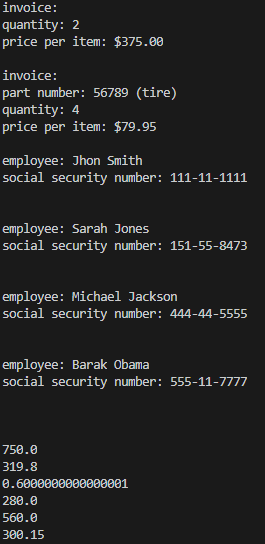 invoice:
quantity: 2
price per item: $375.00
invoice:
part number: 56789 (tire)
quantity: 4
price per item: $79.95
employee: Jhon Smith
social security number: 111-11-1111
employee: Sarah Jones
social security number: 151-55-8473
employee: Michael Jackson
social security number: 444-44-5555
employee: Barak Obama
social security number: 555-11-7777
750.0
319.8
0.6000000000000001
280.0
560.0
300.15